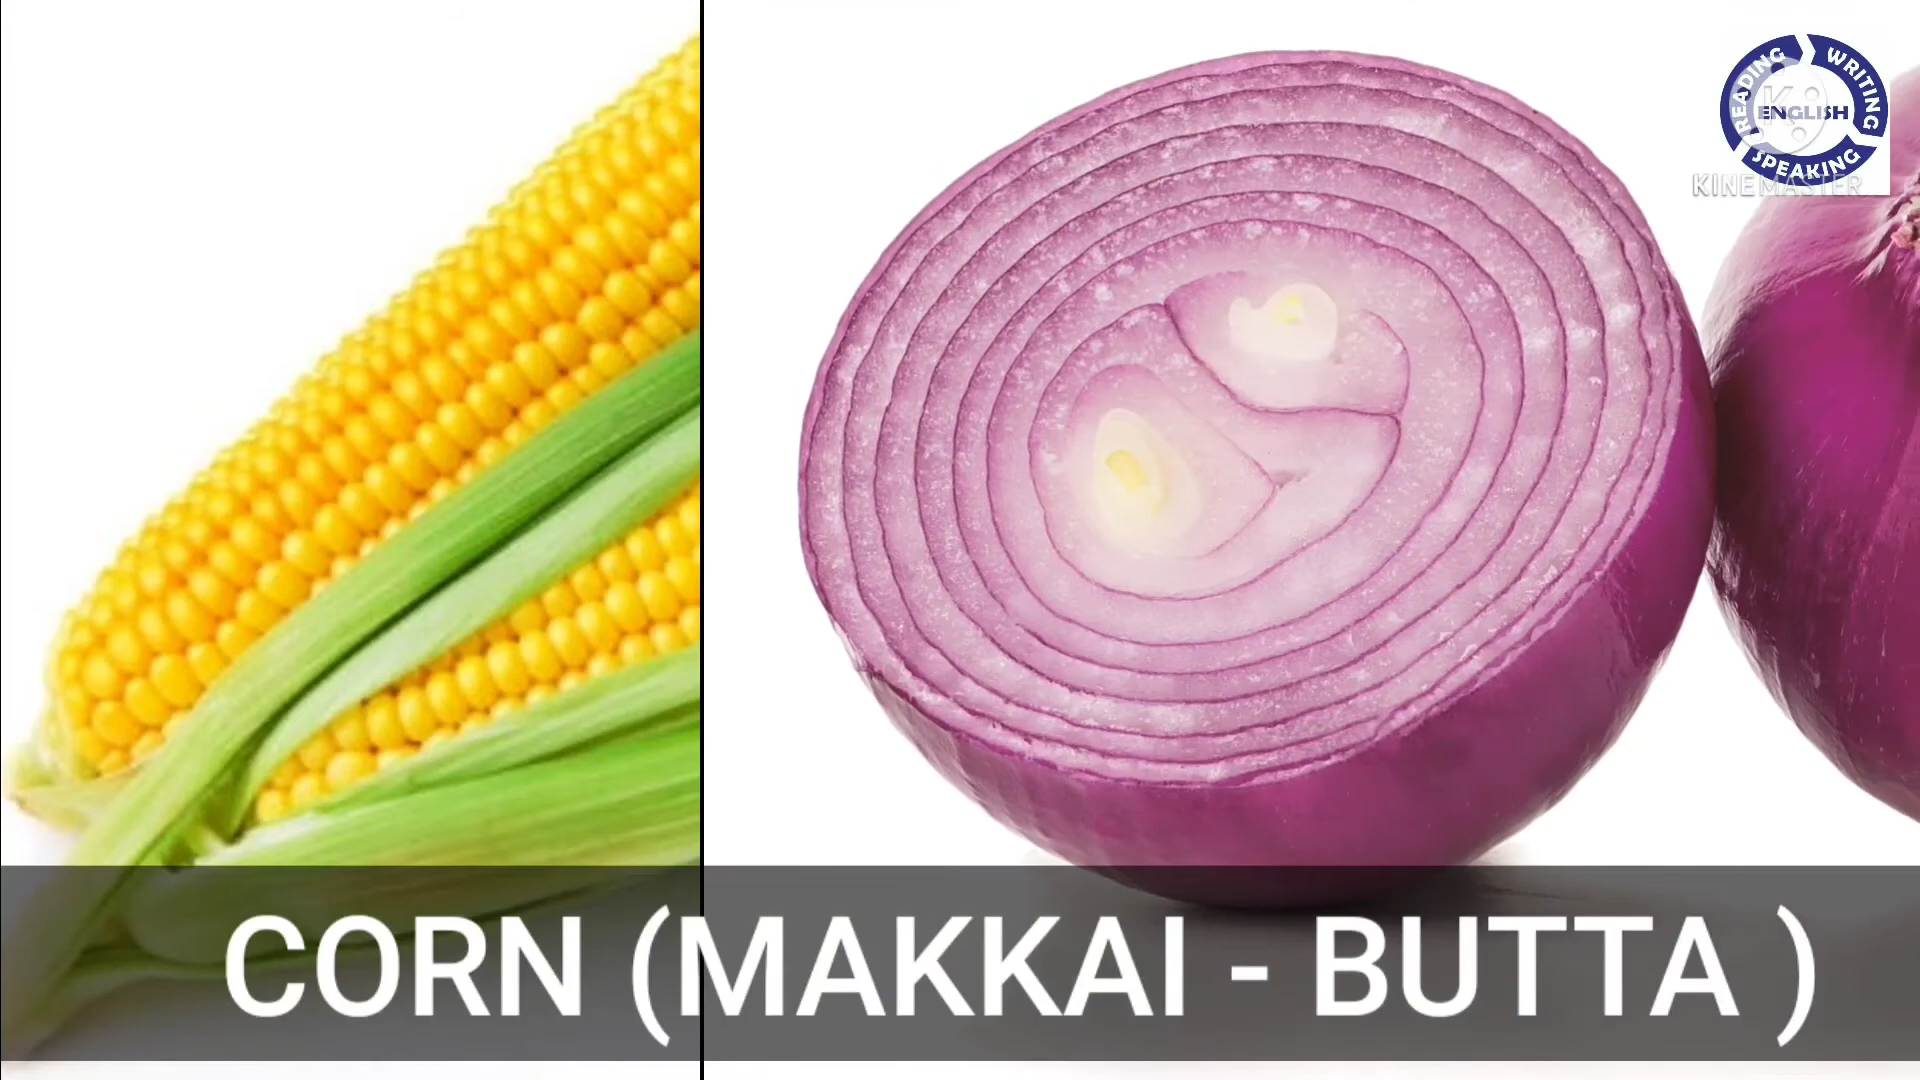 READING
WRITING
ENGLISH
SPEAKING
KINEMASTER
CORN (MAKKAI - BUTTA )